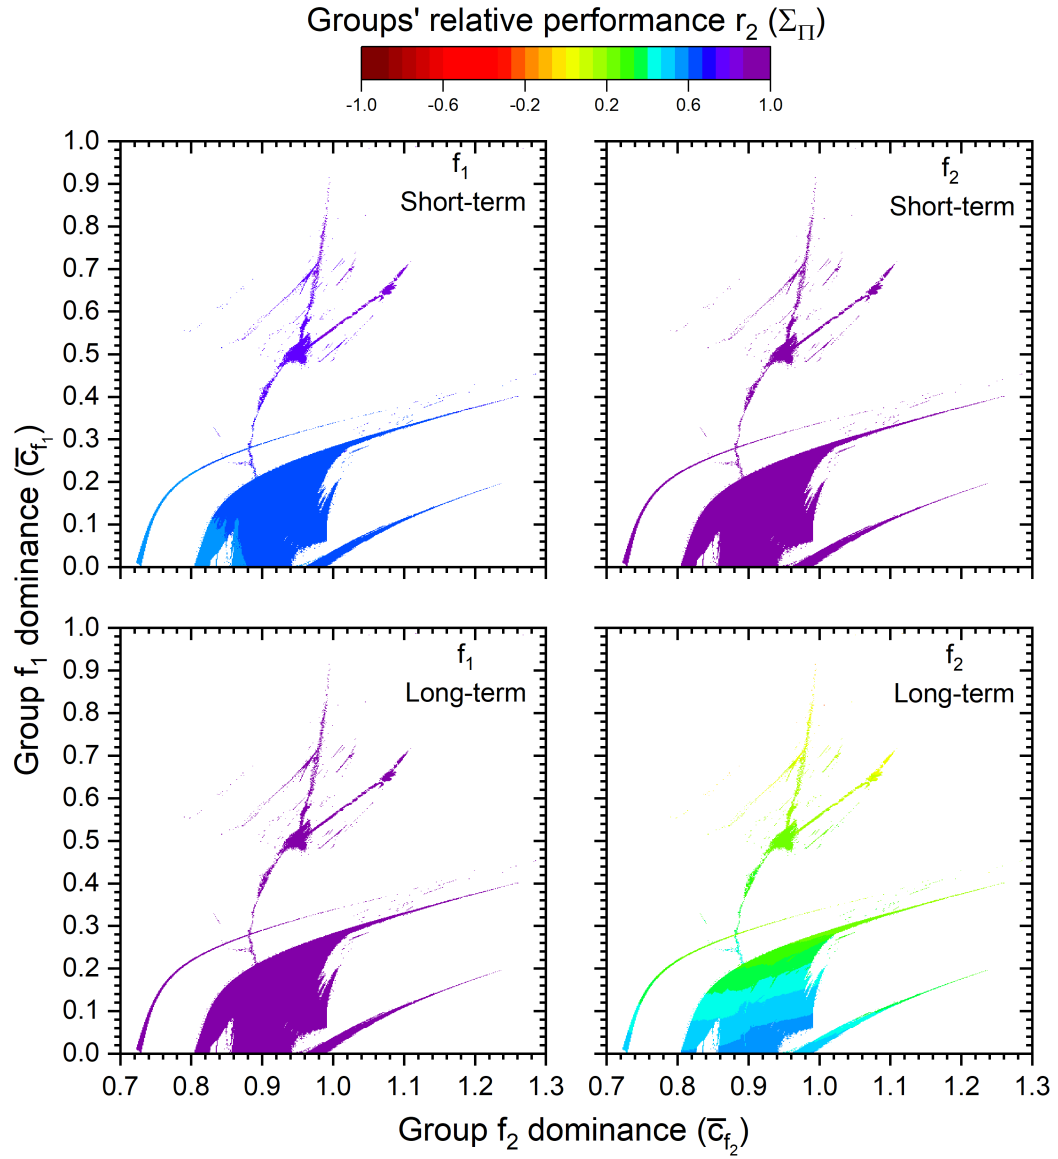 Groups' relative performance r₂ (Σ_Π)
-1.0 -0.6 -0.2 0.2 0.6 1.0
f₁
Short-term
f₂
Short-term
1.0
0.9
0.8
0.7
0.6
0.5
0.4
0.3
0.2
0.1
0.0
f₁
Long-term
f₂
Long-term
1.0
0.9
0.8
0.7
0.6
0.5
0.4
0.3
0.2
0.1
0.0
Group f₁ dominance (c̅_f₁)
0.7 0.8 0.9 1.0 1.1 1.2 1.3 0.7 0.8 0.9 1.0 1.1 1.2 1.3
Group f₂ dominance (c̅_f₂)